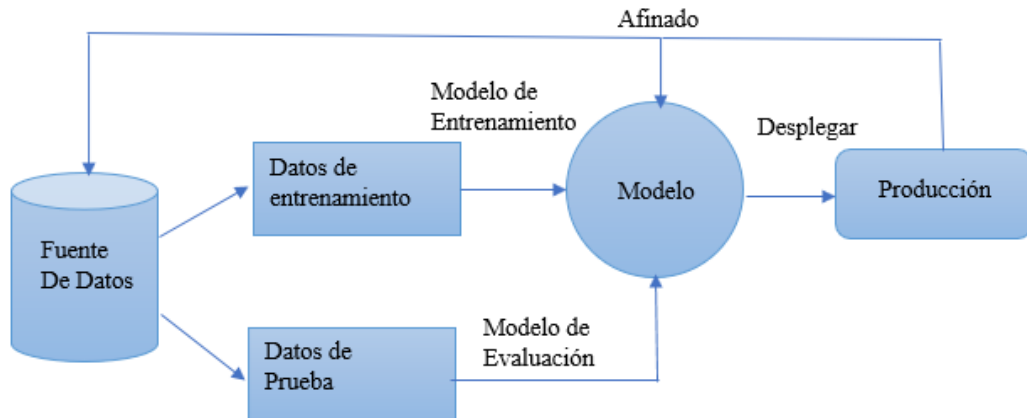 Afinado
Modelo de
Entrenamiento
Desplegar
Datos de
entrenamiento
Modelo
Producción
Fuente
De Datos
Modelo de
Evaluación
Datos de
Prueba